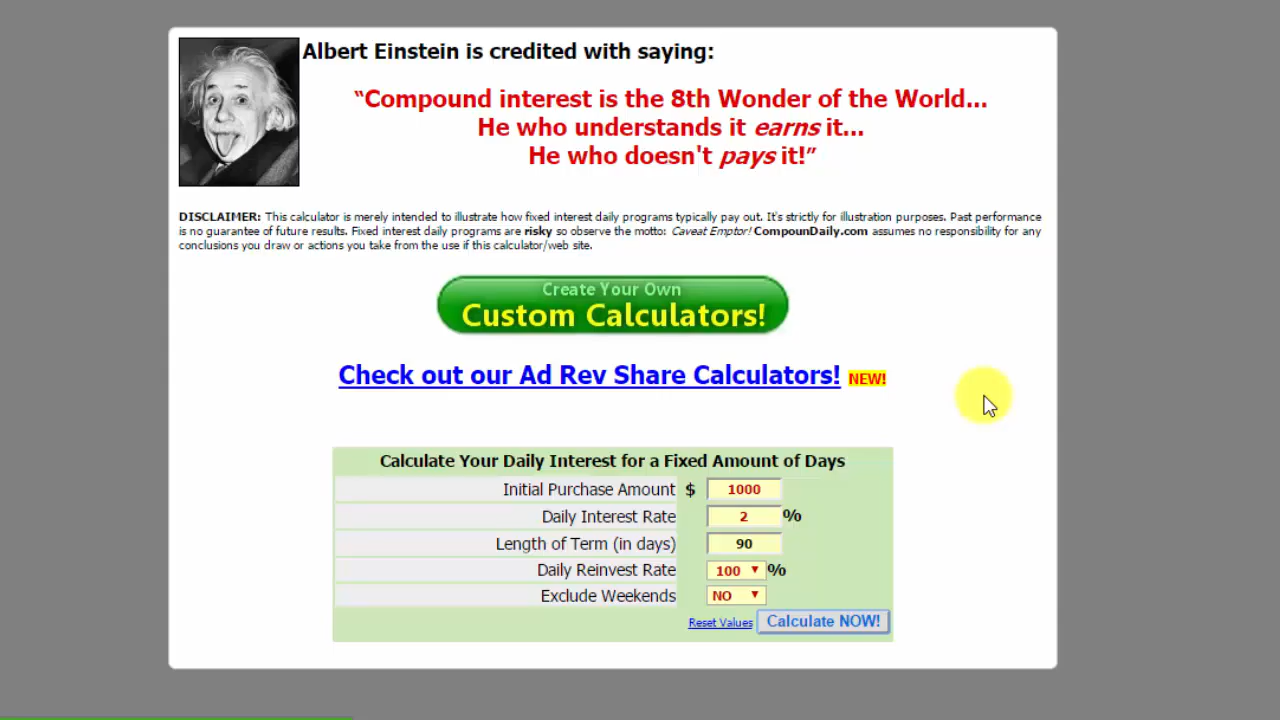 Albert Einstein is credited with saying:
“Compound interest is the 8th Wonder of the World...
He who understands it earns it...
He who doesn't pays it!”
DISCLAIMER: This calculator is merely intended to illustrate how fixed interest daily programs typically pay out. It's strictly for illustration purposes. Past performance
is no guarantee of future results. Fixed interest daily programs are risky so observe the motto: Caveat Emptor! CompounDaily.com assumes no responsibility for any
conclusions you draw or actions you take from the use if this calculator/web site.
Create Your Own
Custom Calculators!
Check out our Ad Rev Share Calculators! NEW!
Calculate Your Daily Interest for a Fixed Amount of Days
Initial Purchase Amount $ 1000
Daily Interest Rate 2 %
Length of Term (in days) 90
Daily Reinvest Rate 100 %
Exclude Weekends NO
Reset Values Calculate NOW!